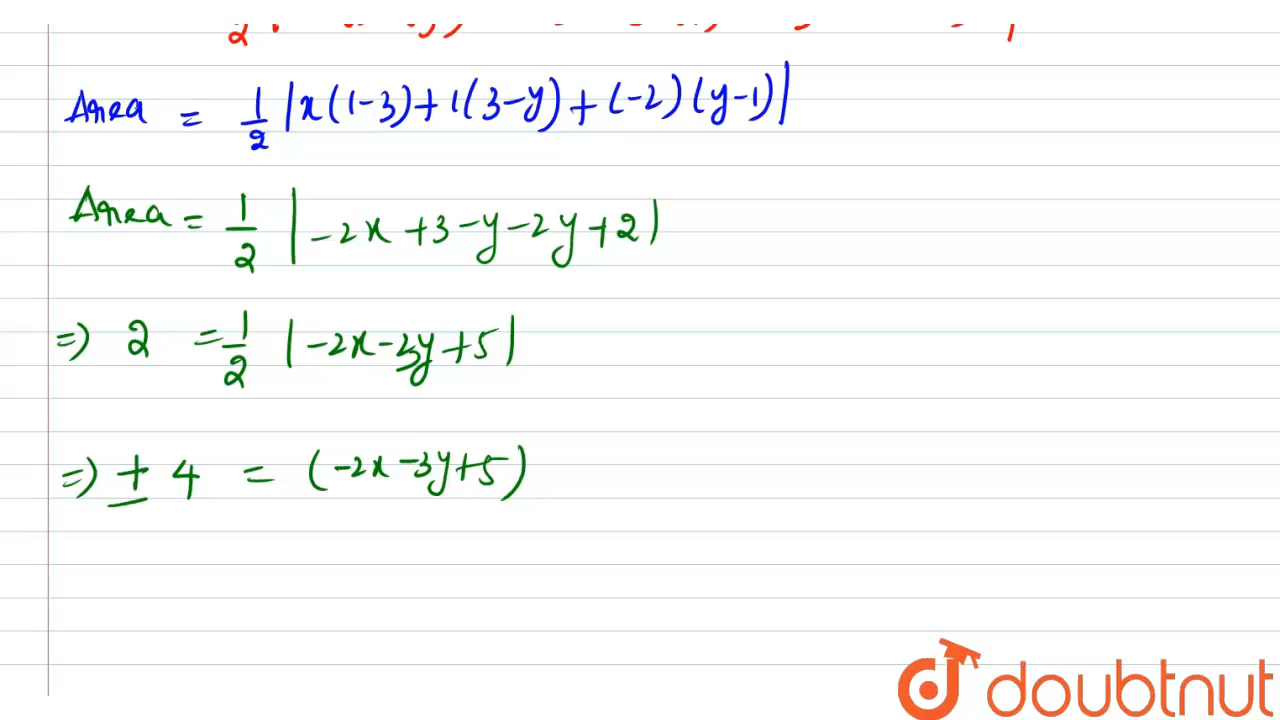 Area = 1/2 |x(1-3)+1(3-y)+(-2)(y-1)|
Area = 1/2 |-2x+3-y-2y+2|
=) 2 = 1/2 |-2x-3y+5|
=) ± 4 = (-2x-3y+5)
doubtnut